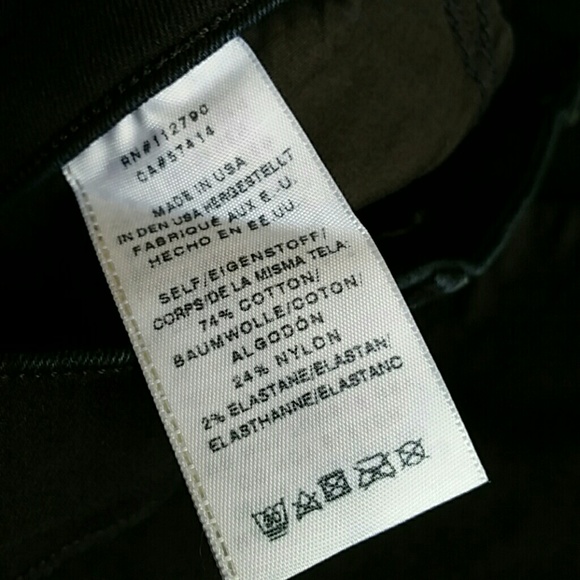 RN#112790
CA#57414
MADE IN USA
IN DEN USA HERGESTELLT
FABRIQUÉ AUX E.-U.
HECHO EN EE UU.
SELF/EIGENSTOFF/
CORPS/DE LA MISMA TELA:
74% COTTON/
BAUMWOLLE/COTON/
ALGODÓN
24% NYLON
2% ELASTANE/ELASTAN/
ELASTHANNE/ELASTANO
30